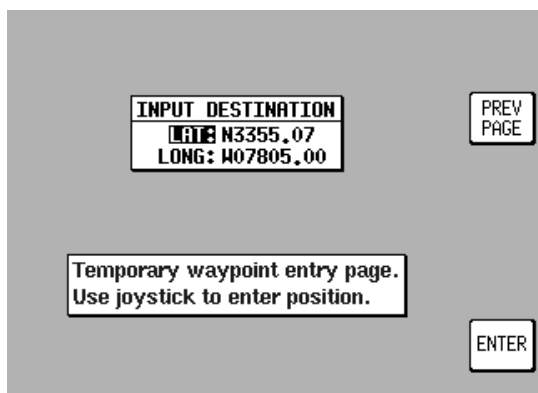 INPUT DESTINATION
LAT: N3355.07
LONG: W07805.00
PREV
PAGE
Temporary waypoint entry page.
Use joystick to enter position.
ENTER